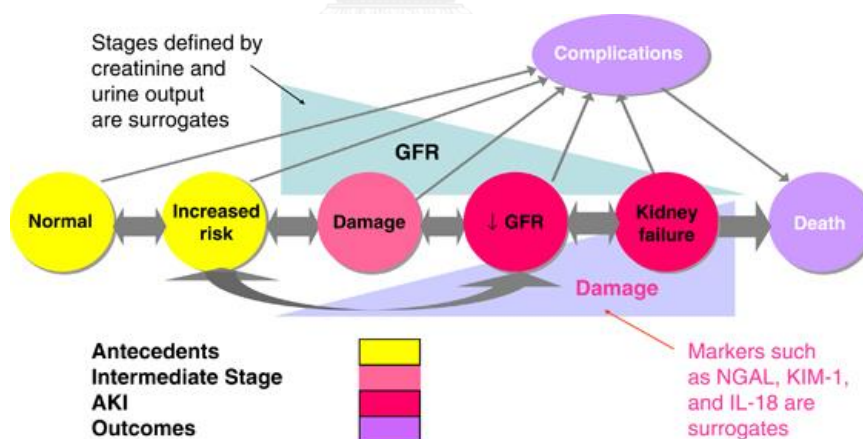 Stages defined by
creatinine and
urine output
are surrogates
Complications
GFR
Normal
Increased
risk
Damage
↓ GFR
Kidney
failure
Death
Damage
Antecedents
Intermediate Stage
AKI
Outcomes
Markers such
as NGAL, KIM-1,
and IL-18 are
surrogates